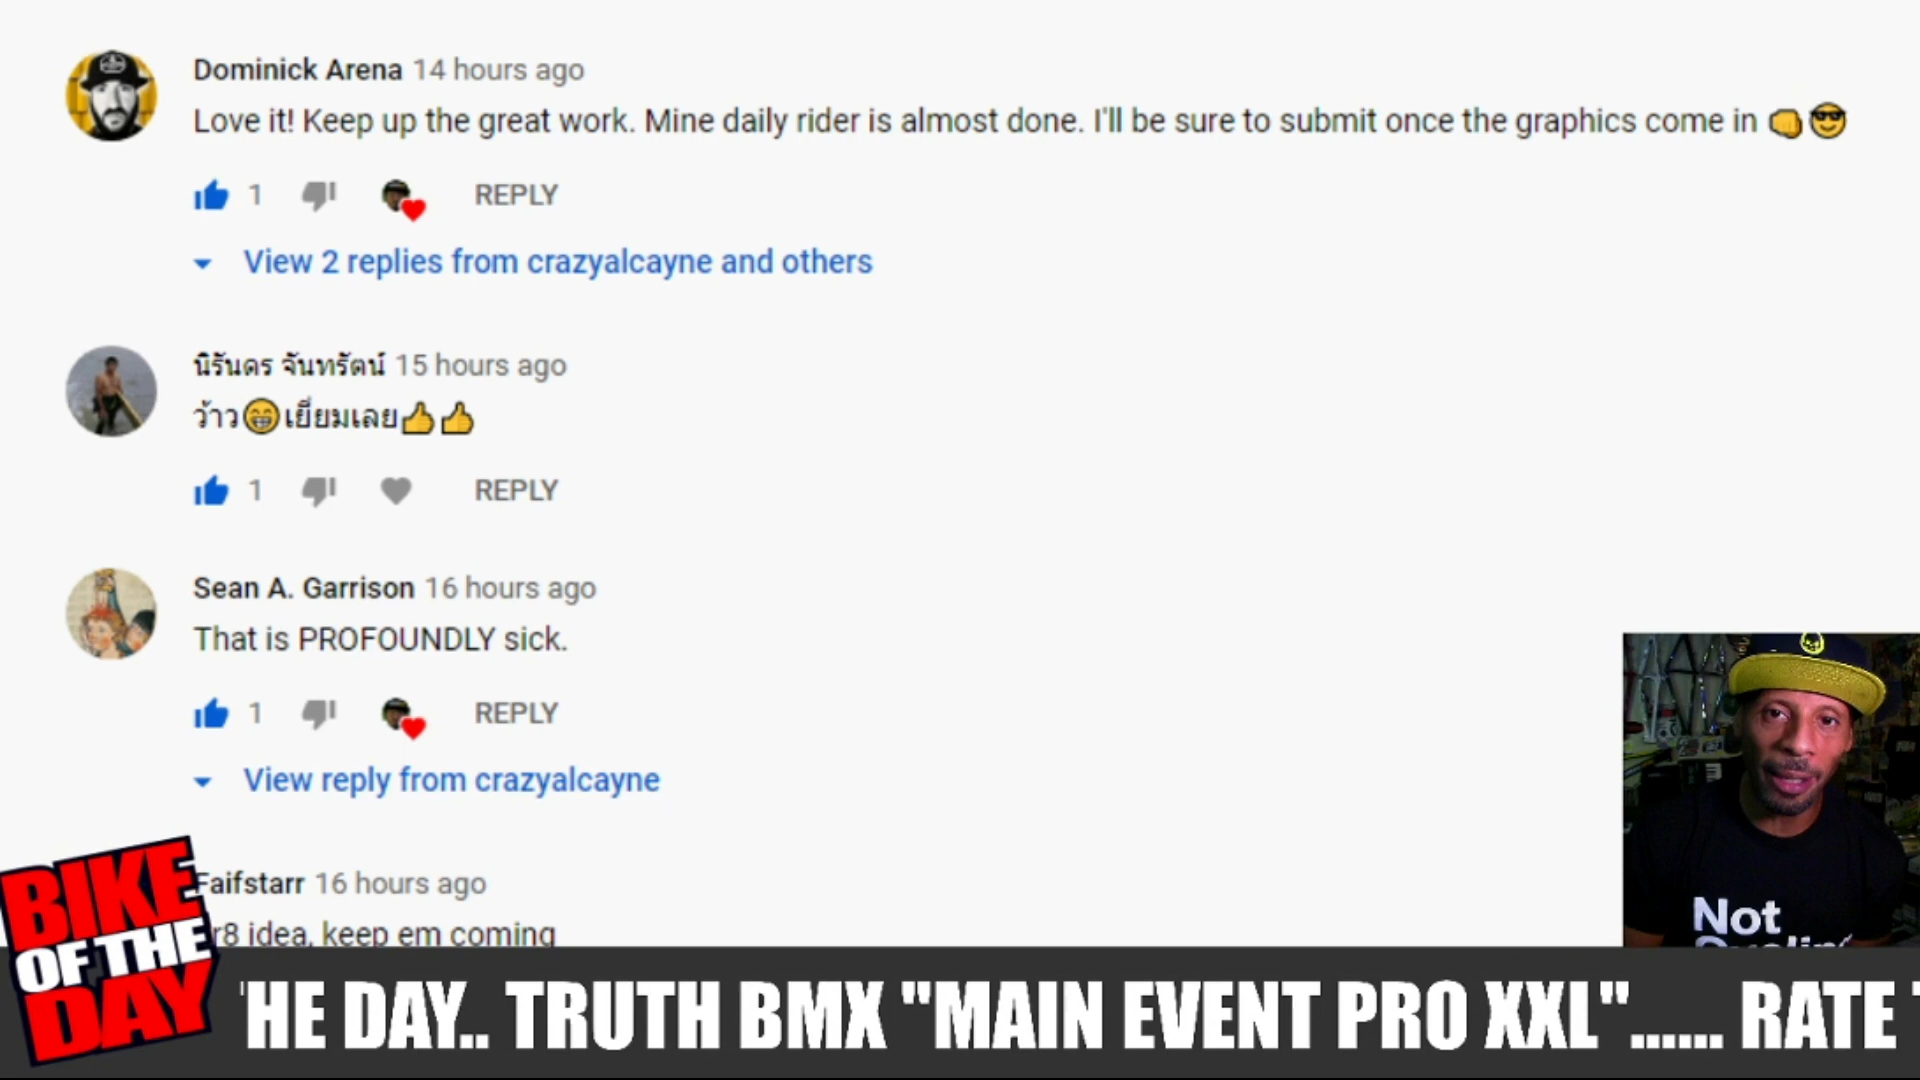 Dominick Arena 14 hours ago
Love it! Keep up the great work. Mine daily rider is almost done. I'll be sure to submit once the graphics come in 👊😎
1 REPLY
View 2 replies from crazyalcayne and others
นิรันดร จันทรัตน์ 15 hours ago
ว้าว😁เยี่ยมเลย👍👍
1 REPLY
Sean A. Garrison 16 hours ago
That is PROFOUNDLY sick.
1 REPLY
View reply from crazyalcayne
Faifstarr 16 hours ago
r8 idea, keep em coming
Not
BIKE
OF THE
DAY
HE DAY.. TRUTH BMX "MAIN EVENT PRO XXL"...... RATE